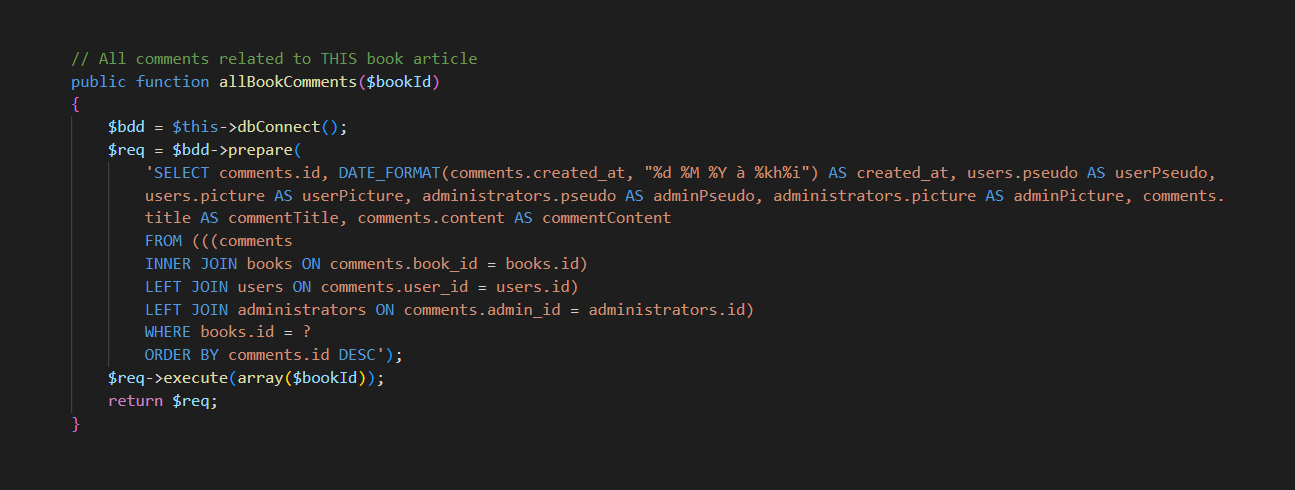 // All comments related to THIS book article
public function allBookComments($bookId)
{
$bdd = $this->dbConnect();
$req = $bdd->prepare(
'SELECT comments.id, DATE_FORMAT(comments.created_at, "%d %M %Y à %kh%i") AS created_at, users.pseudo AS userPseudo,
users.picture AS userPicture, administrators.pseudo AS adminPseudo, administrators.picture AS adminPicture, comments.
title AS commentTitle, comments.content AS commentContent
FROM (((comments
INNER JOIN books ON comments.book_id = books.id)
LEFT JOIN users ON comments.user_id = users.id)
LEFT JOIN administrators ON comments.admin_id = administrators.id)
WHERE books.id = ?
ORDER BY comments.id DESC');
$req->execute(array($bookId));
return $req;
}